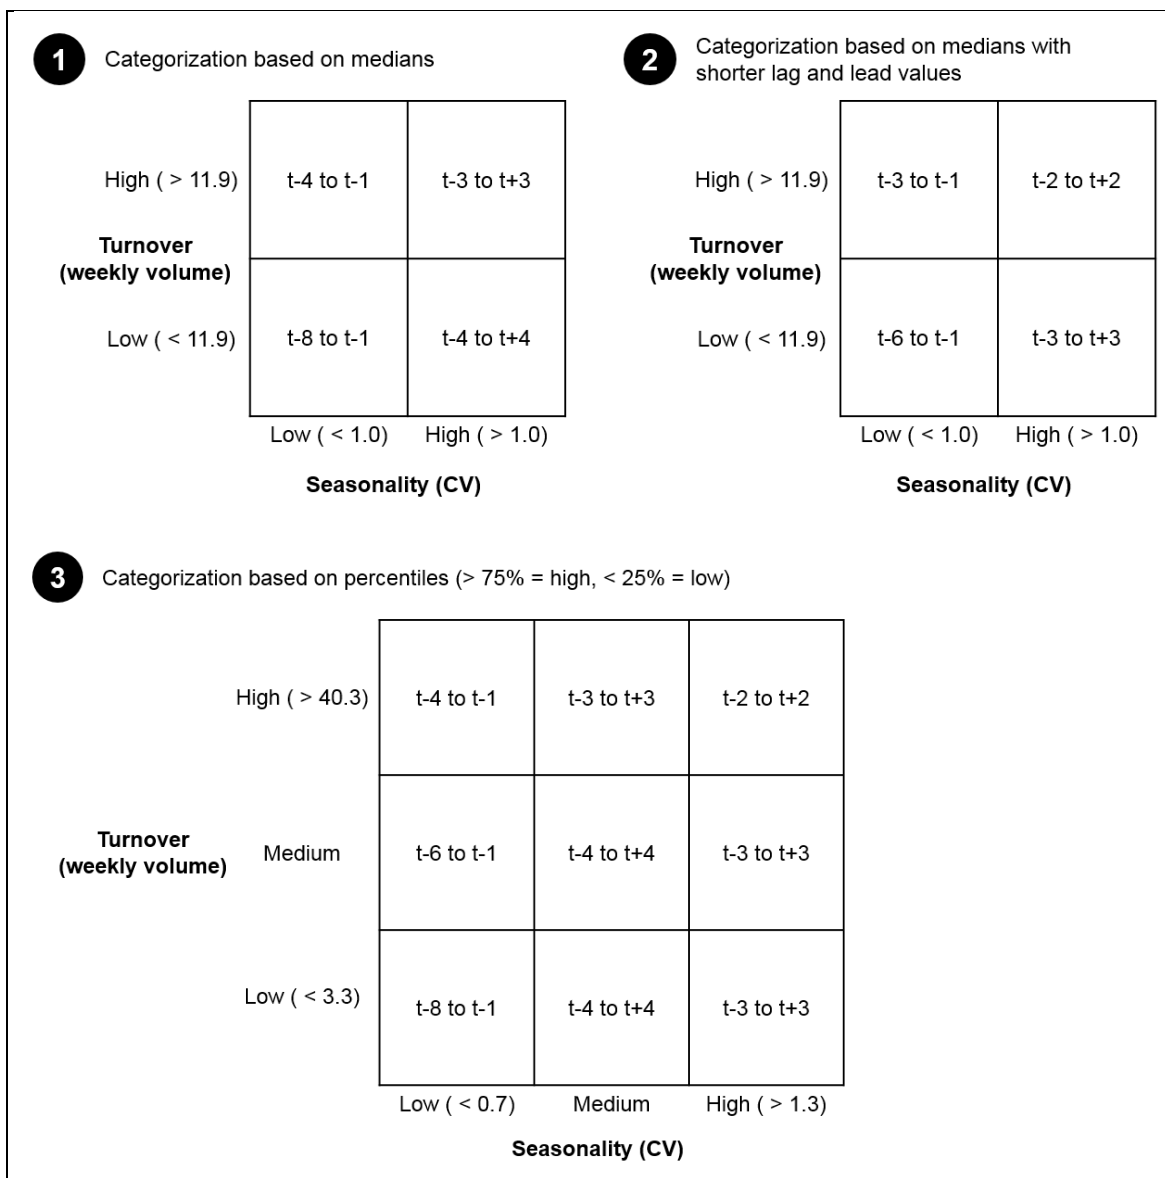 1 Categorization based on medians
High ( > 11.9) t-4 to t-1 t-3 to t+3
Turnover
(weekly volume)
Low ( < 11.9) t-8 to t-1 t-4 to t+4
Low ( < 1.0) High ( > 1.0)
Seasonality (CV)
2 Categorization based on medians with
shorter lag and lead values
High ( > 11.9) t-3 to t-1 t-2 to t+2
Turnover
(weekly volume)
Low ( < 11.9) t-6 to t-1 t-3 to t+3
Low ( < 1.0) High ( > 1.0)
Seasonality (CV)
3 Categorization based on percentiles (> 75% = high, < 25% = low)
High ( > 40.3) t-4 to t-1 t-3 to t+3 t-2 to t+2
Turnover
(weekly volume)
Medium t-6 to t-1 t-4 to t+4 t-3 to t+3
Low ( < 3.3) t-8 to t-1 t-4 to t+4 t-3 to t+3
Low ( < 0.7) Medium High ( > 1.3)
Seasonality (CV)